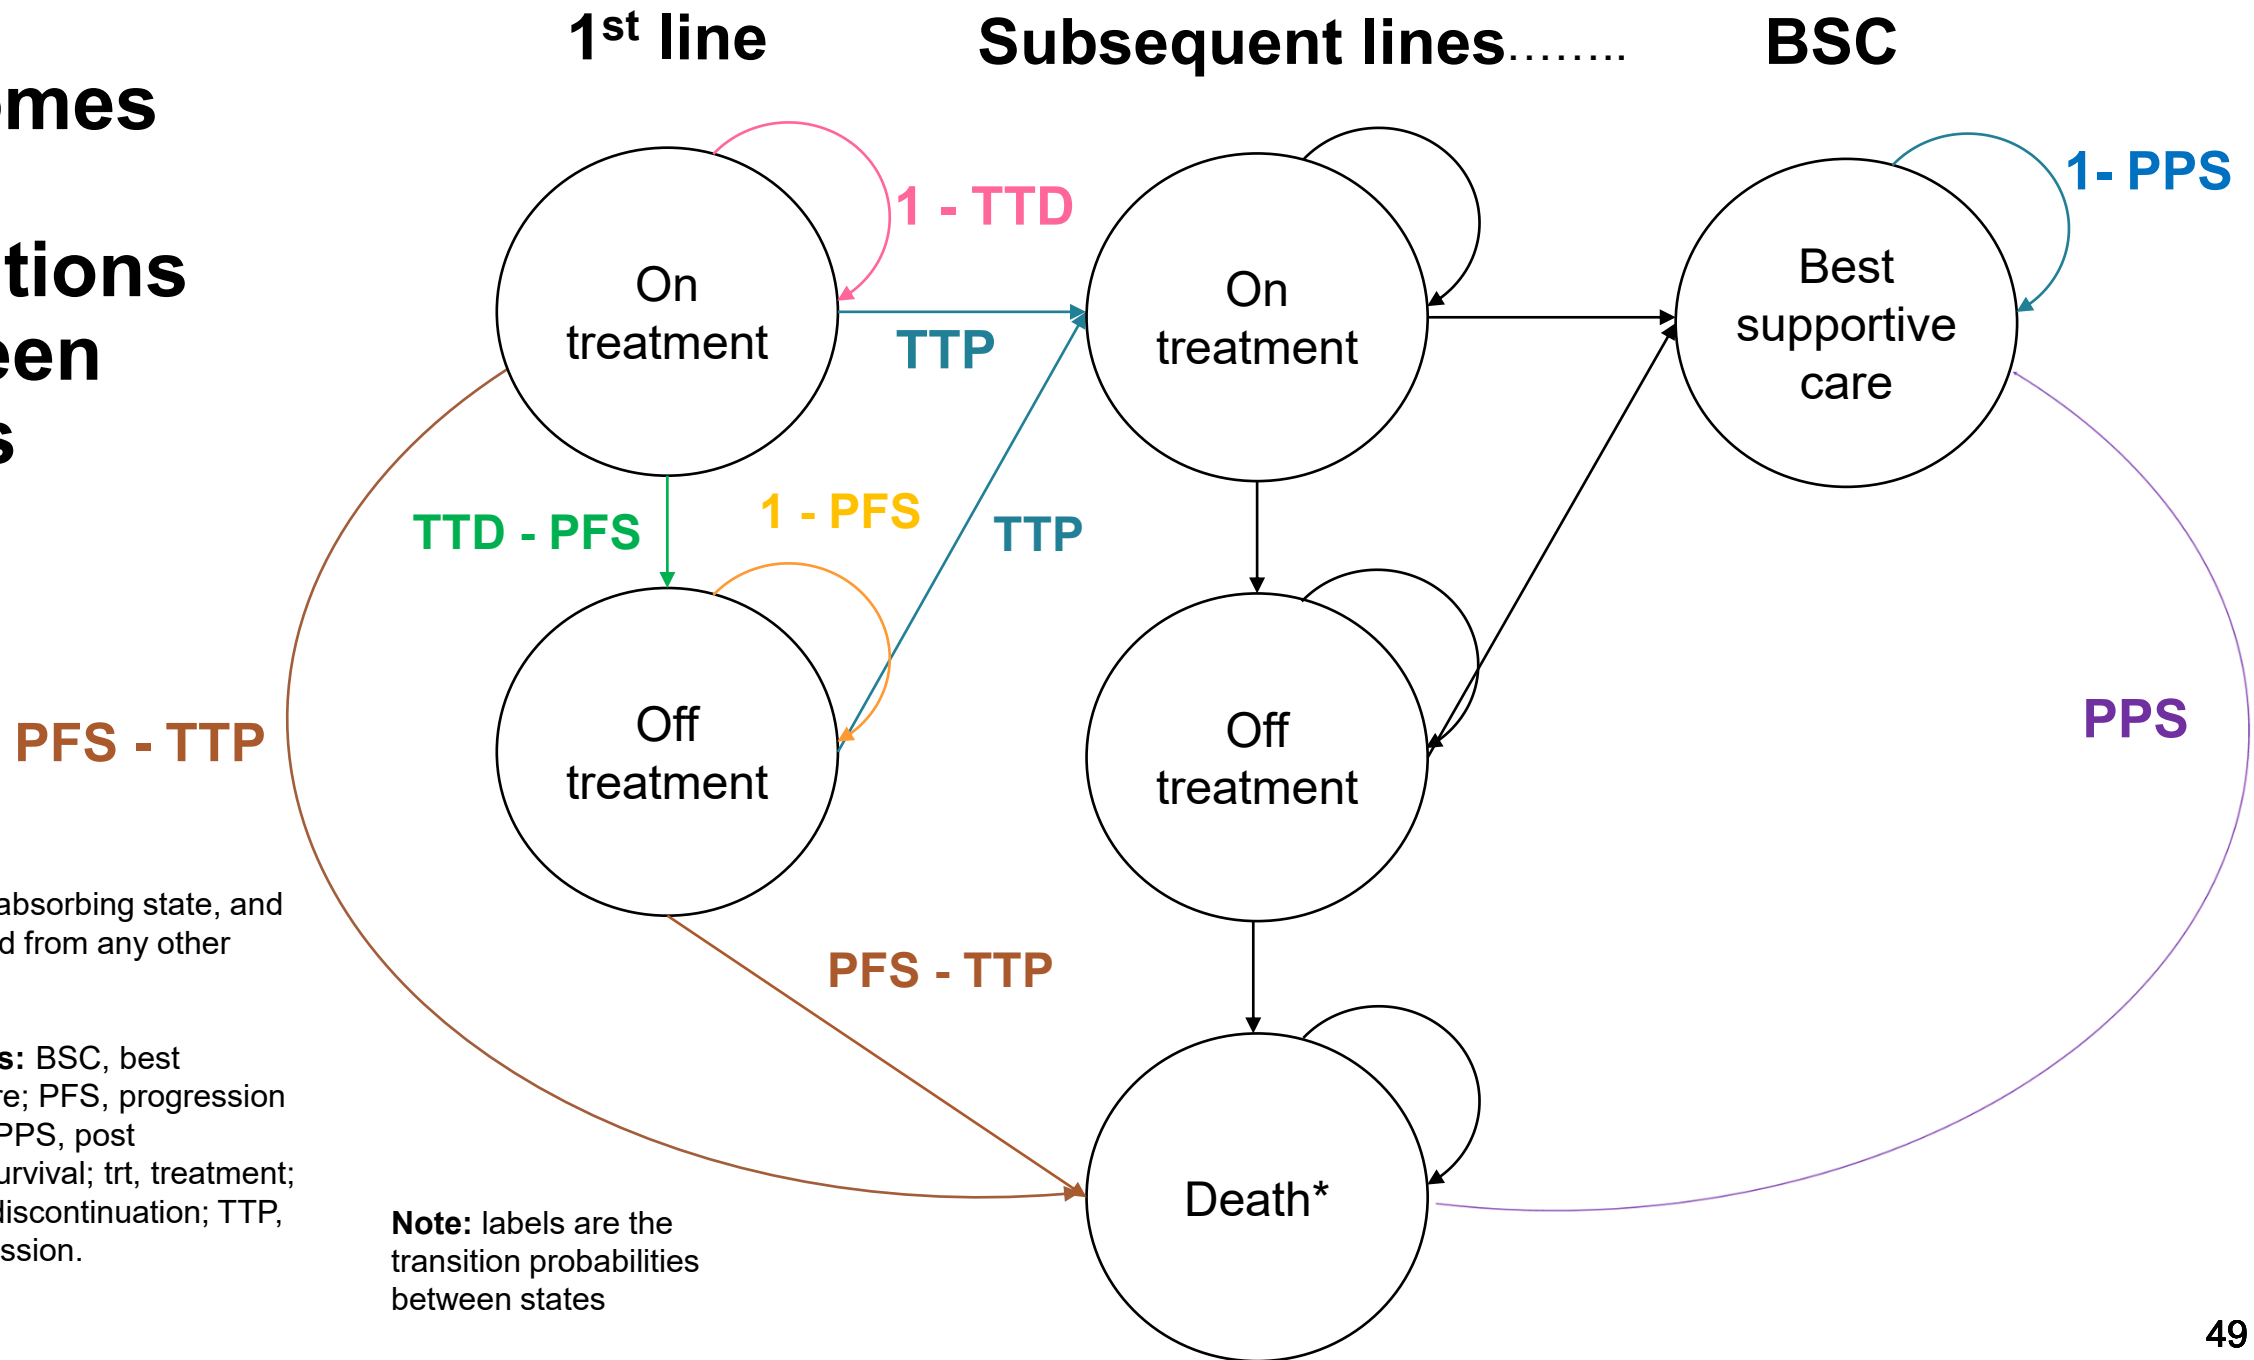 1st line
Subsequent lines........
BSC
omes
tions
een
s
1 - TTD
1- PPS
On
treatment
On
treatment
Best
supportive
care
TTP
TTD - PFS
1 - PFS
TTP
PFS - TTP
Off
treatment
Off
treatment
PPS
absorbing state, and
d from any other
PFS - TTP
s: BSC, best
re; PFS, progression
PPS, post
urvival; trt, treatment;
discontinuation; TTP,
ssion.
Death*
Note: labels are the
transition probabilities
between states
49